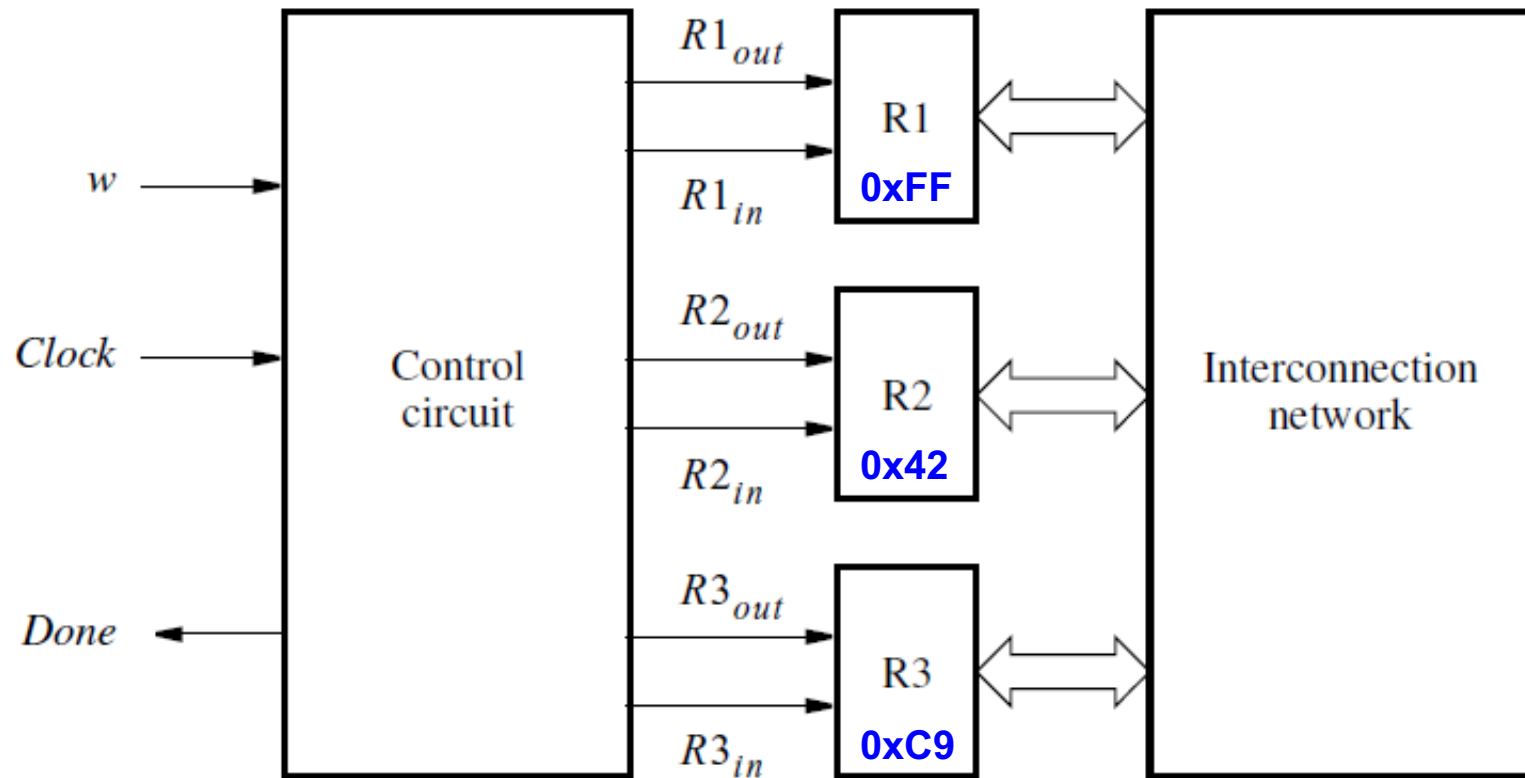 w
Clock
Done
Control
circuit
R1out
R1in
R2out
R2in
R3out
R3in
R1
0xFF
R2
0x42
R3
0xC9
Interconnection
network